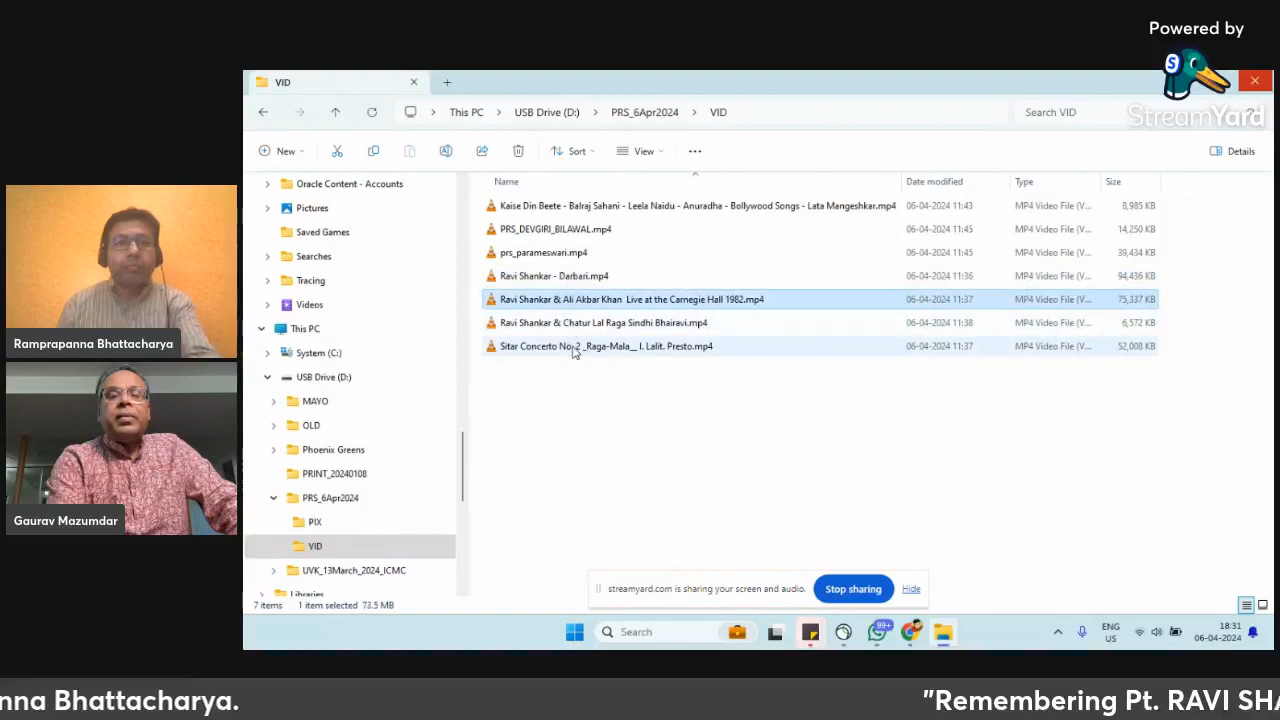 Powered by
S
StreamYard
VID
This PC
USB Drive (D:)
PRS_6Apr2024
VID
Search VID
New
Sort
View
Details
Oracle Content - Accounts
Pictures
Saved Games
Searches
Tracing
Videos
This PC
System (C:)
USB Drive (D:)
MAYO
OLD
Phoenix Greens
PRINT_20240108
PRS_6Apr2024
PIX
VID
UVK_13March_2024_ICMC
Libraries
Name Date modified Type Size
Kaise Din Beete - Balraj Sahani - Leela Naidu - Anuradha - Bollywood Songs - Lata Mangeshkar.mp4 06-04-2024 11:43 MP4 Video File (V... 8,985 KB
PRS_DEVGIRI_BILAWAL.mp4 06-04-2024 11:45 MP4 Video File (V... 14,250 KB
prs_parameswari.mp4 06-04-2024 11:45 MP4 Video File (V... 39,434 KB
Ravi Shankar - Darbari.mp4 06-04-2024 11:36 MP4 Video File (V... 94,436 KB
Ravi Shankar & Ali Akbar Khan Live at the Carnegie Hall 1982.mp4 06-04-2024 11:37 MP4 Video File (V... 75,337 KB
Ravi Shankar & Chatur Lal Raga Sindhi Bhairavi.mp4 06-04-2024 11:38 MP4 Video File (V... 6,572 KB
Sitar Concerto No. 2 _Raga-Mala__ I. Lalit. Presto.mp4 06-04-2024 11:37 MP4 Video File (V... 52,008 KB
7 items 1 item selected 73.5 MB
streamyard.com is sharing your screen and audio. Stop sharing Hide
Search
99+
ENG
US
18:31
06-04-2024
Ramprapanna Bhattacharya
Gaurav Mazumdar
nna Bhattacharya. "Remembering Pt. RAVI SHA